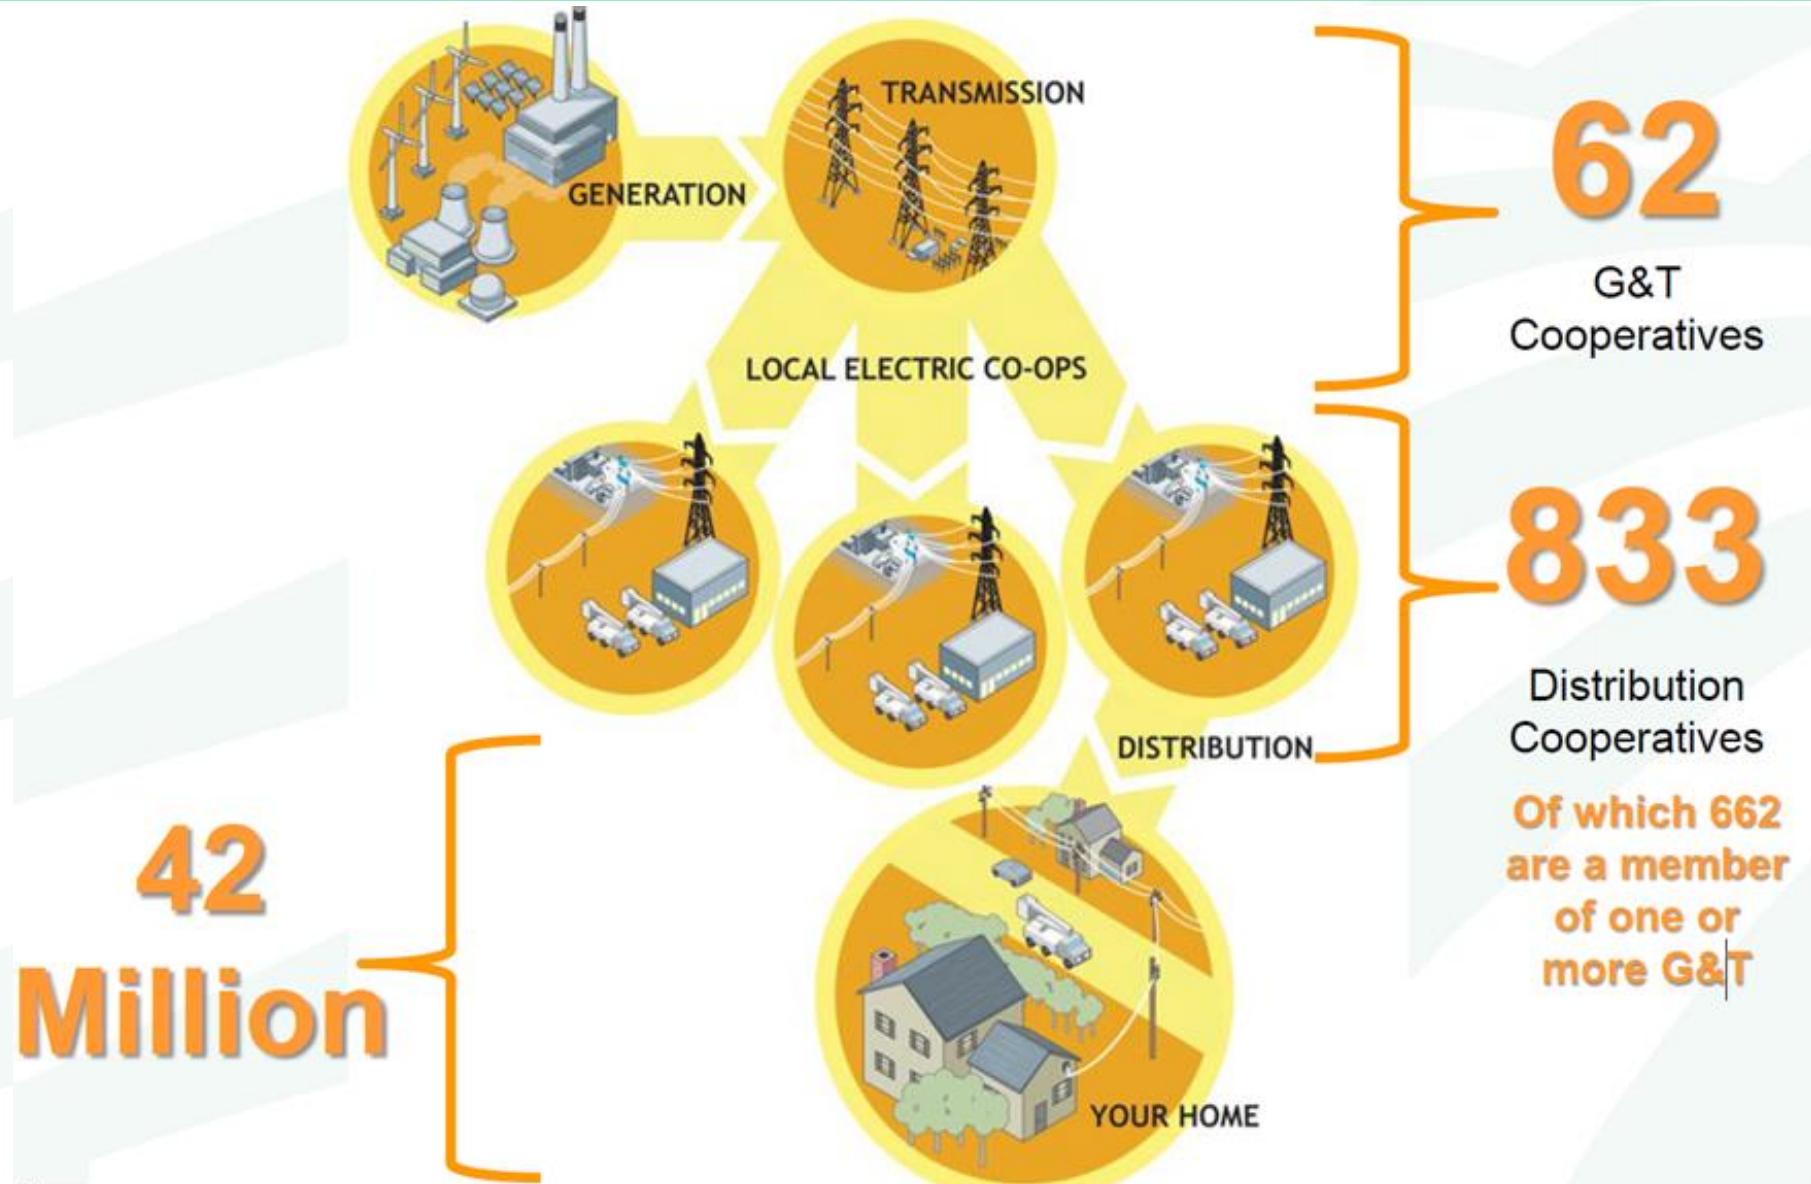 TRANSMISSION
GENERATION
62
G&T
Cooperatives
LOCAL ELECTRIC CO-OPS
833
Distribution
Cooperatives
DISTRIBUTION
Of which 662
are a member
of one or
more G&T
42
Million
YOUR HOME